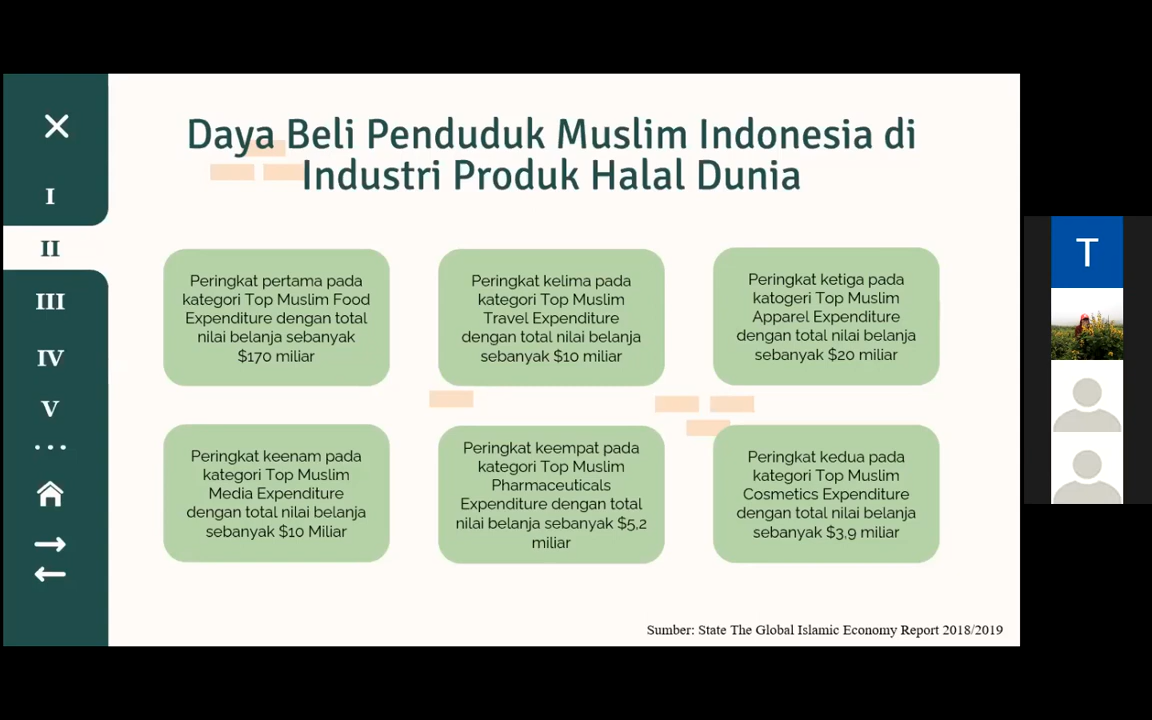 Daya Beli Penduduk Muslim Indonesia di
Industri Produk Halal Dunia
I
II
III
IV
V
...
Peringkat pertama pada
kategori Top Muslim Food
Expenditure dengan total
nilai belanja sebanyak
$170 miliar
Peringkat kelima pada
kategori Top Muslim
Travel Expenditure
dengan total nilai belanja
sebanyak $10 miliar
Peringkat ketiga pada
katogeri Top Muslim
Apparel Expenditure
dengan total nilai belanja
sebanyak $20 miliar
Peringkat keenam pada
kategori Top Muslim
Media Expenditure
dengan total nilai belanja
sebanyak $10 Miliar
Peringkat keempat pada
kategori Top Muslim
Pharmaceuticals
Expenditure dengan total
nilai belanja sebanyak $5,2
miliar
Peringkat kedua pada
kategori Top Muslim
Cosmetics Expenditure
dengan total nilai belanja
sebanyak $3,9 miliar
Sumber: State The Global Islamic Economy Report 2018/2019
T